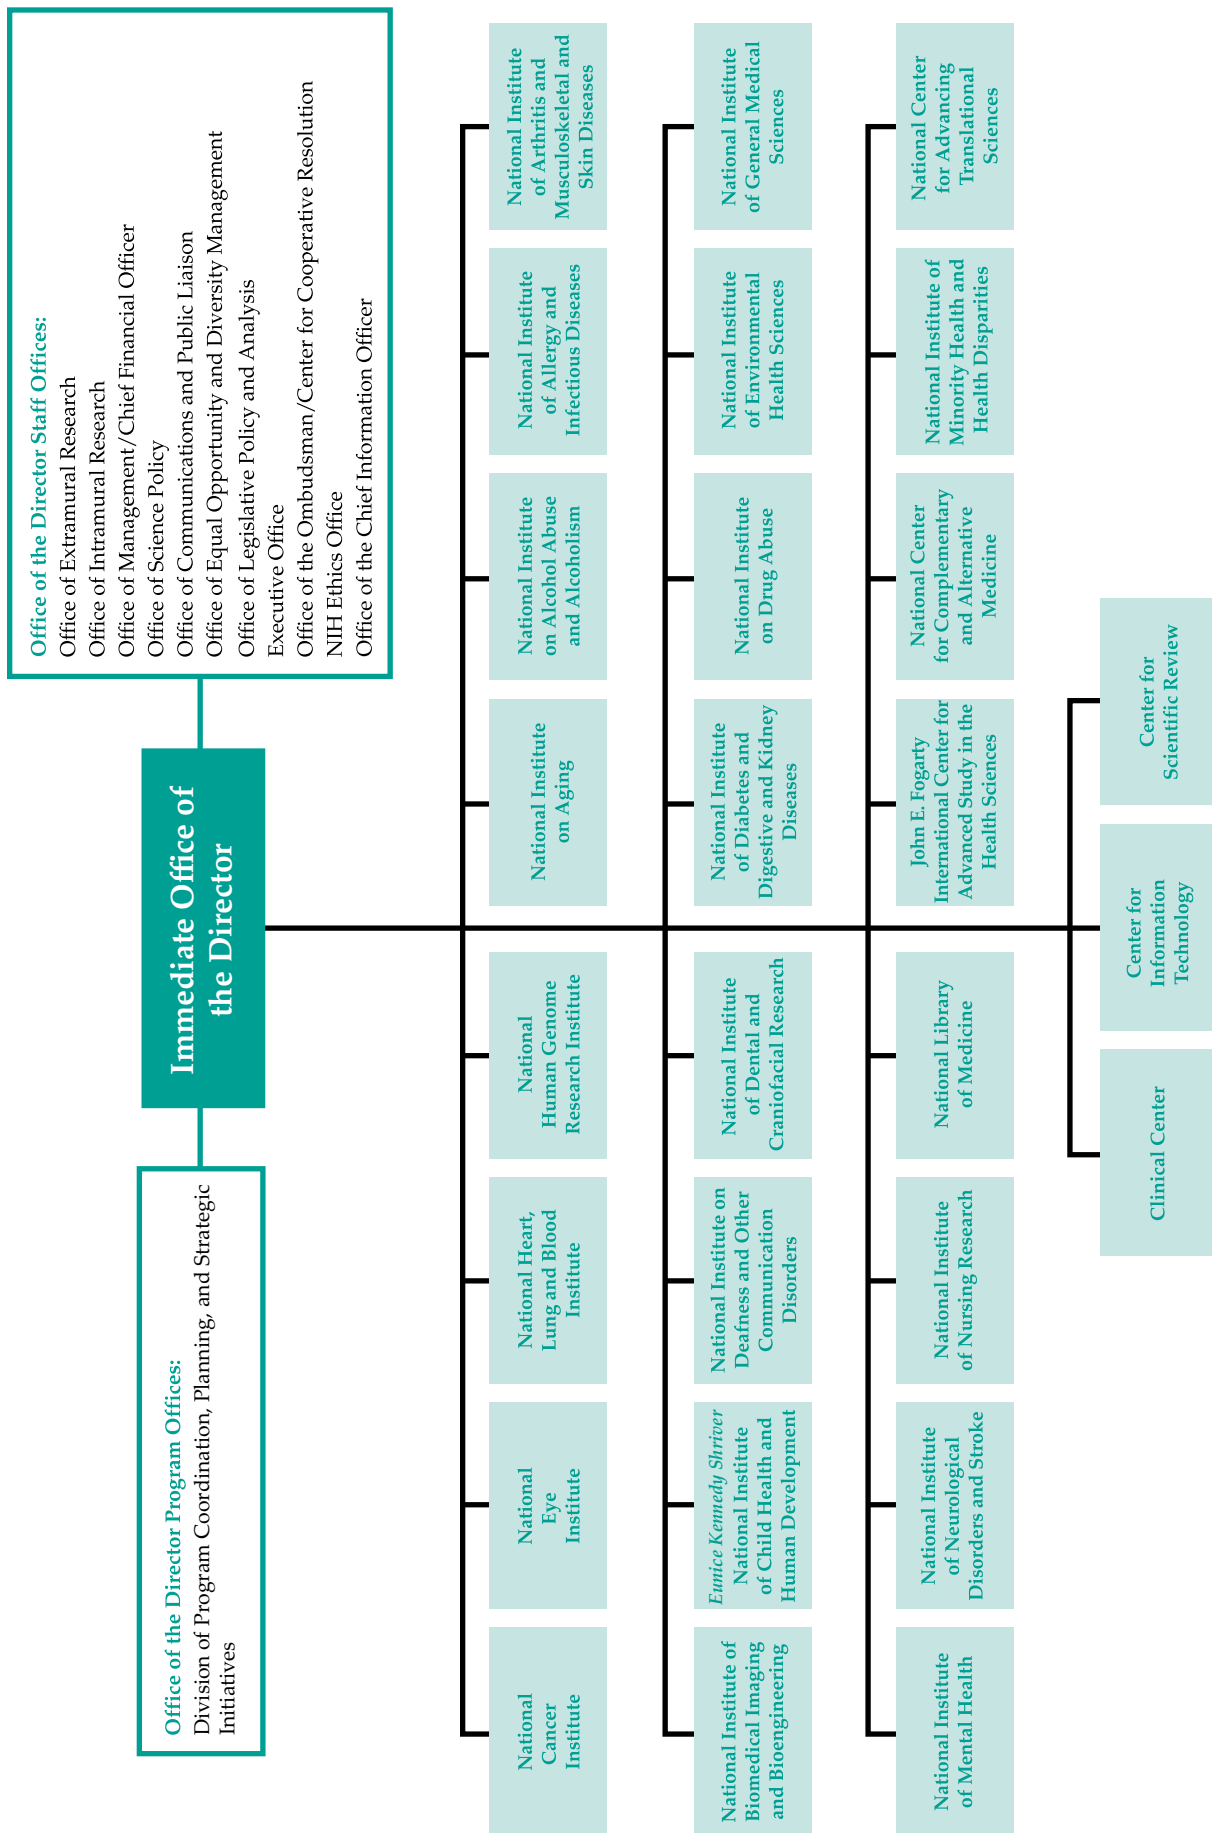 Immediate Office of
the Director
Office of the Director Program Offices:
Division of Program Coordination, Planning, and Strategic
Initiatives
Office of the Director Staff Offices:
Office of Extramural Research
Office of Intramural Research
Office of Management/Chief Financial Officer
Office of Science Policy
Office of Communications and Public Liaison
Office of Equal Opportunity and Diversity Management
Office of Legislative Policy and Analysis
Executive Office
Office of the Ombudsman/Center for Cooperative Resolution
NIH Ethics Office
Office of the Chief Information Officer
National
Cancer
Institute
National
Eye
Institute
National Heart,
Lung and Blood
Institute
National
Human Genome
Research Institute
National Institute
on Aging
National Institute
on Alcohol Abuse
and Alcoholism
National Institute
of Allergy and
Infectious Diseases
National Institute
of Arthritis and
Musculoskeletal and
Skin Diseases
National Institute of
Biomedical Imaging
and Bioengineering
Eunice Kennedy Shriver
National Institute
of Child Health and
Human Development
National Institute on
Deafness and Other
Communication
Disorders
National Institute
of Dental and
Craniofacial Research
National Institute
of Diabetes and
Digestive and Kidney
Diseases
National Institute
on Drug Abuse
National Institute
of Environmental
Health Sciences
National Institute
of General Medical
Sciences
National Institute
of Mental Health
National Institute
of Neurological
Disorders and Stroke
National Institute
of Nursing Research
National Library
of Medicine
John E. Fogarty
International Center for
Advanced Study in the
Health Sciences
National Center
for Complementary
and Alternative
Medicine
National Institute of
Minority Health and
Health Disparities
National Center
for Advancing
Translational
Sciences
Clinical Center
Center for
Information
Technology
Center for
Scientific Review